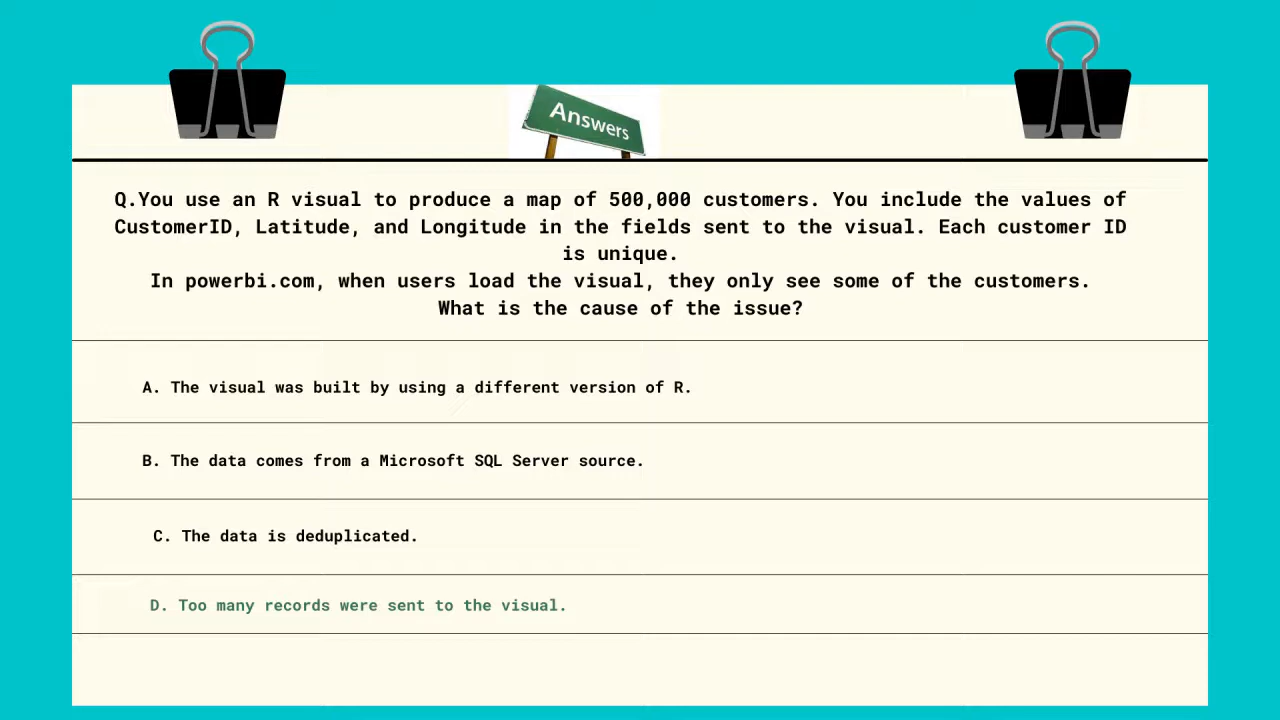 Answers
Q.You use an R visual to produce a map of 500,000 customers. You include the values of
CustomerID, Latitude, and Longitude in the fields sent to the visual. Each customer ID
is unique.
In powerbi.com, when users load the visual, they only see some of the customers.
What is the cause of the issue?
A. The visual was built by using a different version of R.
B. The data comes from a Microsoft SQL Server source.
C. The data is deduplicated.
D. Too many records were sent to the visual.